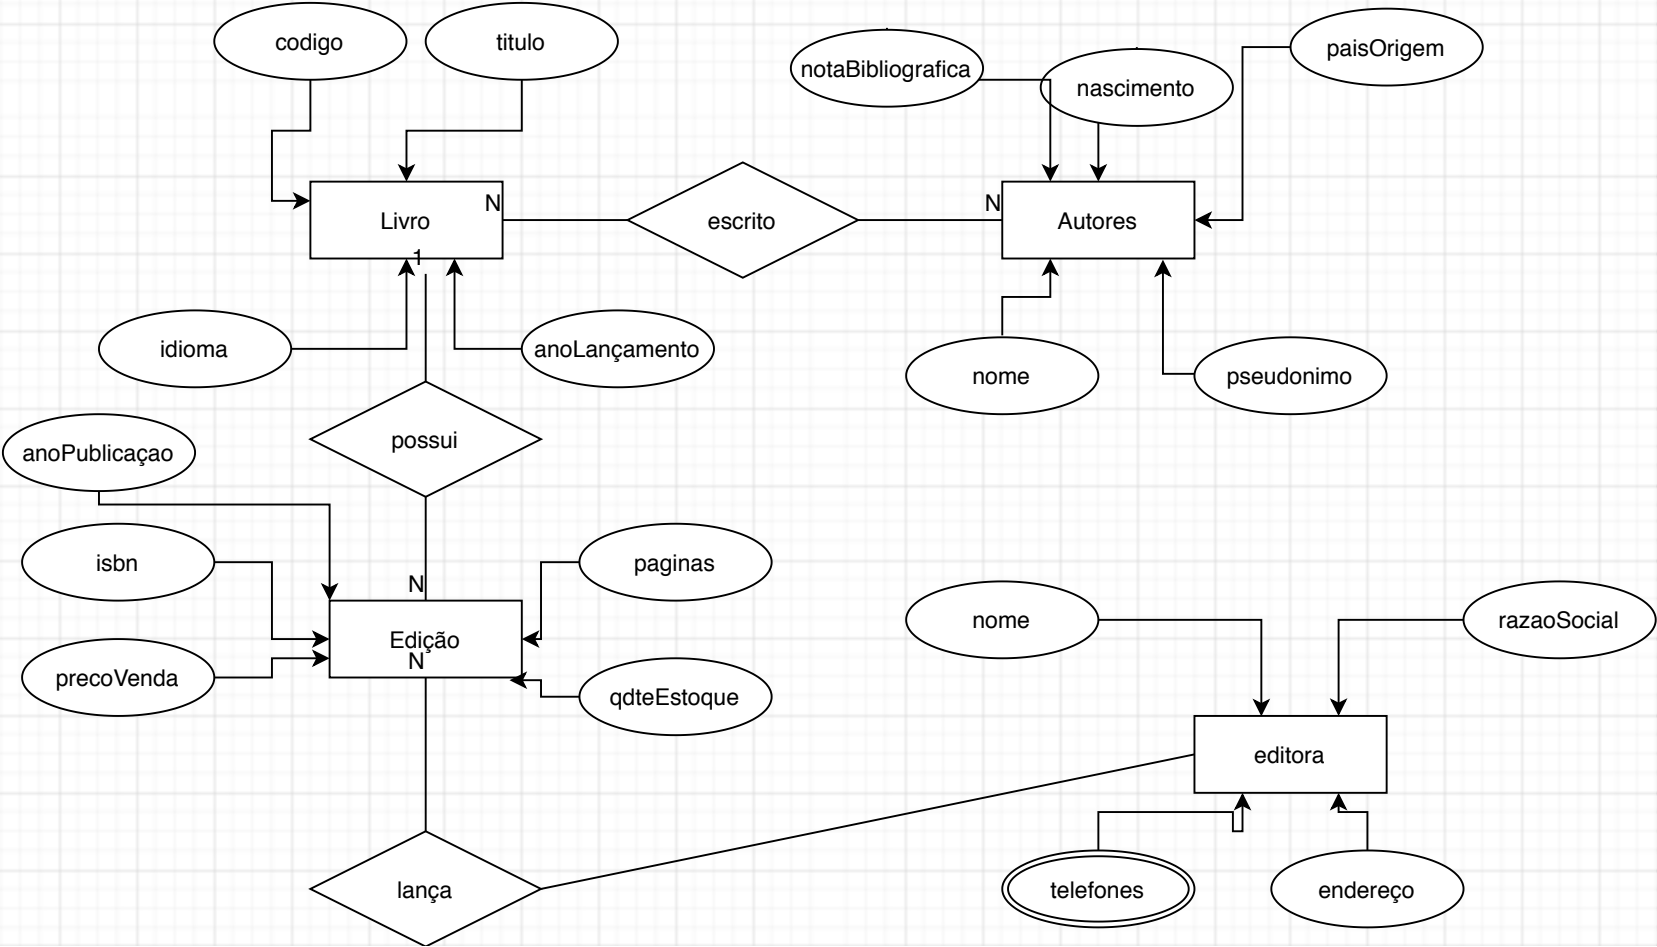 codigo
titulo
notaBibliografica
nascimento
paisOrigem
Livro
N
1
escrito
N
Autores
idioma
anoLançamento
nome
pseudonimo
possui
anoPublicaçao
isbn
N
paginas
Edição
N
precoVenda
qdteEstoque
nome
razaoSocial
editora
lança
telefones
endereço